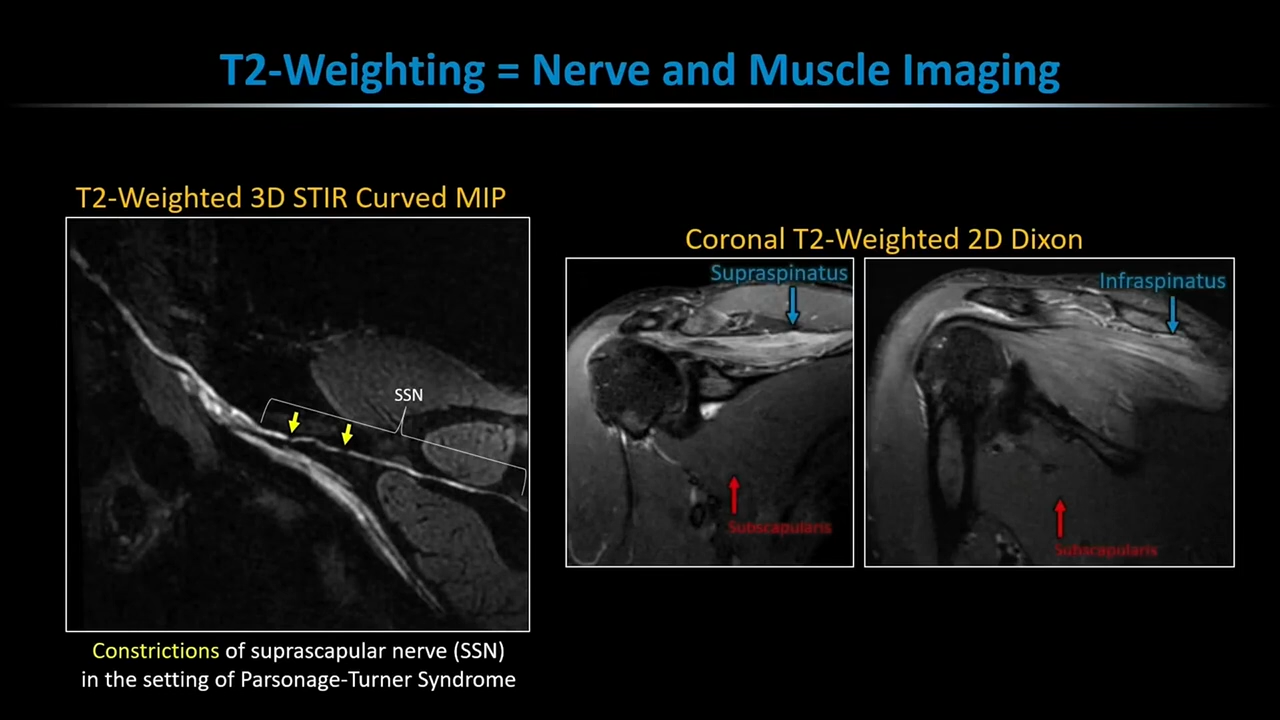 T2-Weighting = Nerve and Muscle Imaging
T2-Weighted 3D STIR Curved MIP
SSN
Constrictions of suprascapular nerve (SSN)
in the setting of Parsonage-Turner Syndrome
Coronal T2-Weighted 2D Dixon
Supraspinatus
Subscapularis
Infraspinatus
Subscapularis